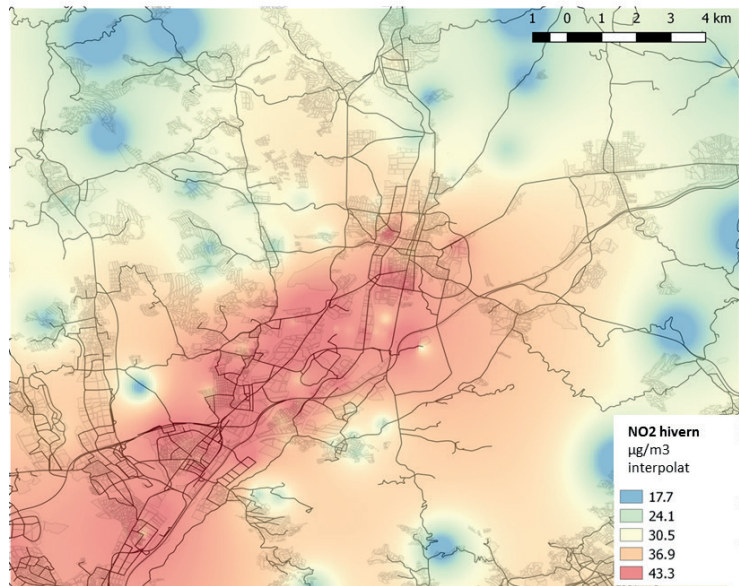 1 0 1 2 3 4 km
NO2 hivern
µg/m3
interpolat
17.7
24.1
30.5
36.9
43.3